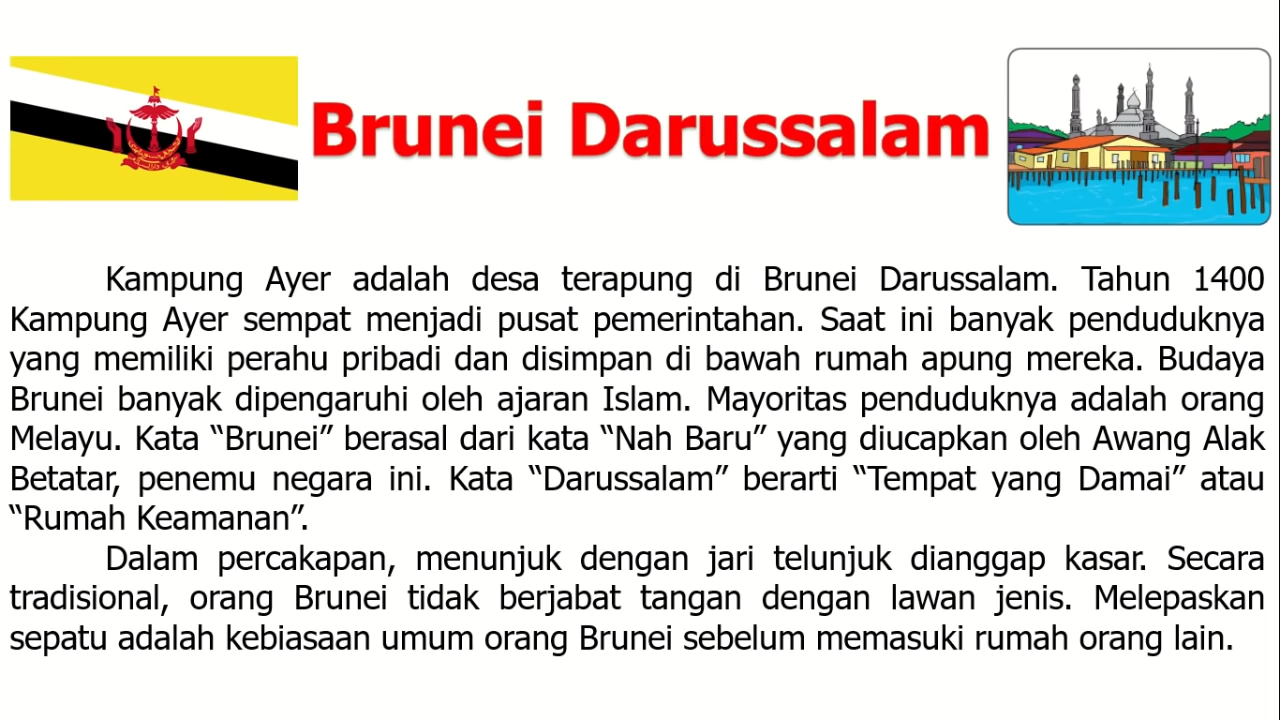 Brunei Darussalam
Kampung Ayer adalah desa terapung di Brunei Darussalam. Tahun 1400
Kampung Ayer sempat menjadi pusat pemerintahan. Saat ini banyak penduduknya
yang memiliki perahu pribadi dan disimpan di bawah rumah apung mereka. Budaya
Brunei banyak dipengaruhi oleh ajaran Islam. Mayoritas penduduknya adalah orang
Melayu. Kata “Brunei” berasal dari kata “Nah Baru” yang diucapkan oleh Awang Alak
Betatar, penemu negara ini. Kata “Darussalam” berarti “Tempat yang Damai” atau
“Rumah Keamanan”.
Dalam percakapan, menunjuk dengan jari telunjuk dianggap kasar. Secara
tradisional, orang Brunei tidak berjabat tangan dengan lawan jenis. Melepaskan
sepatu adalah kebiasaan umum orang Brunei sebelum memasuki rumah orang lain.